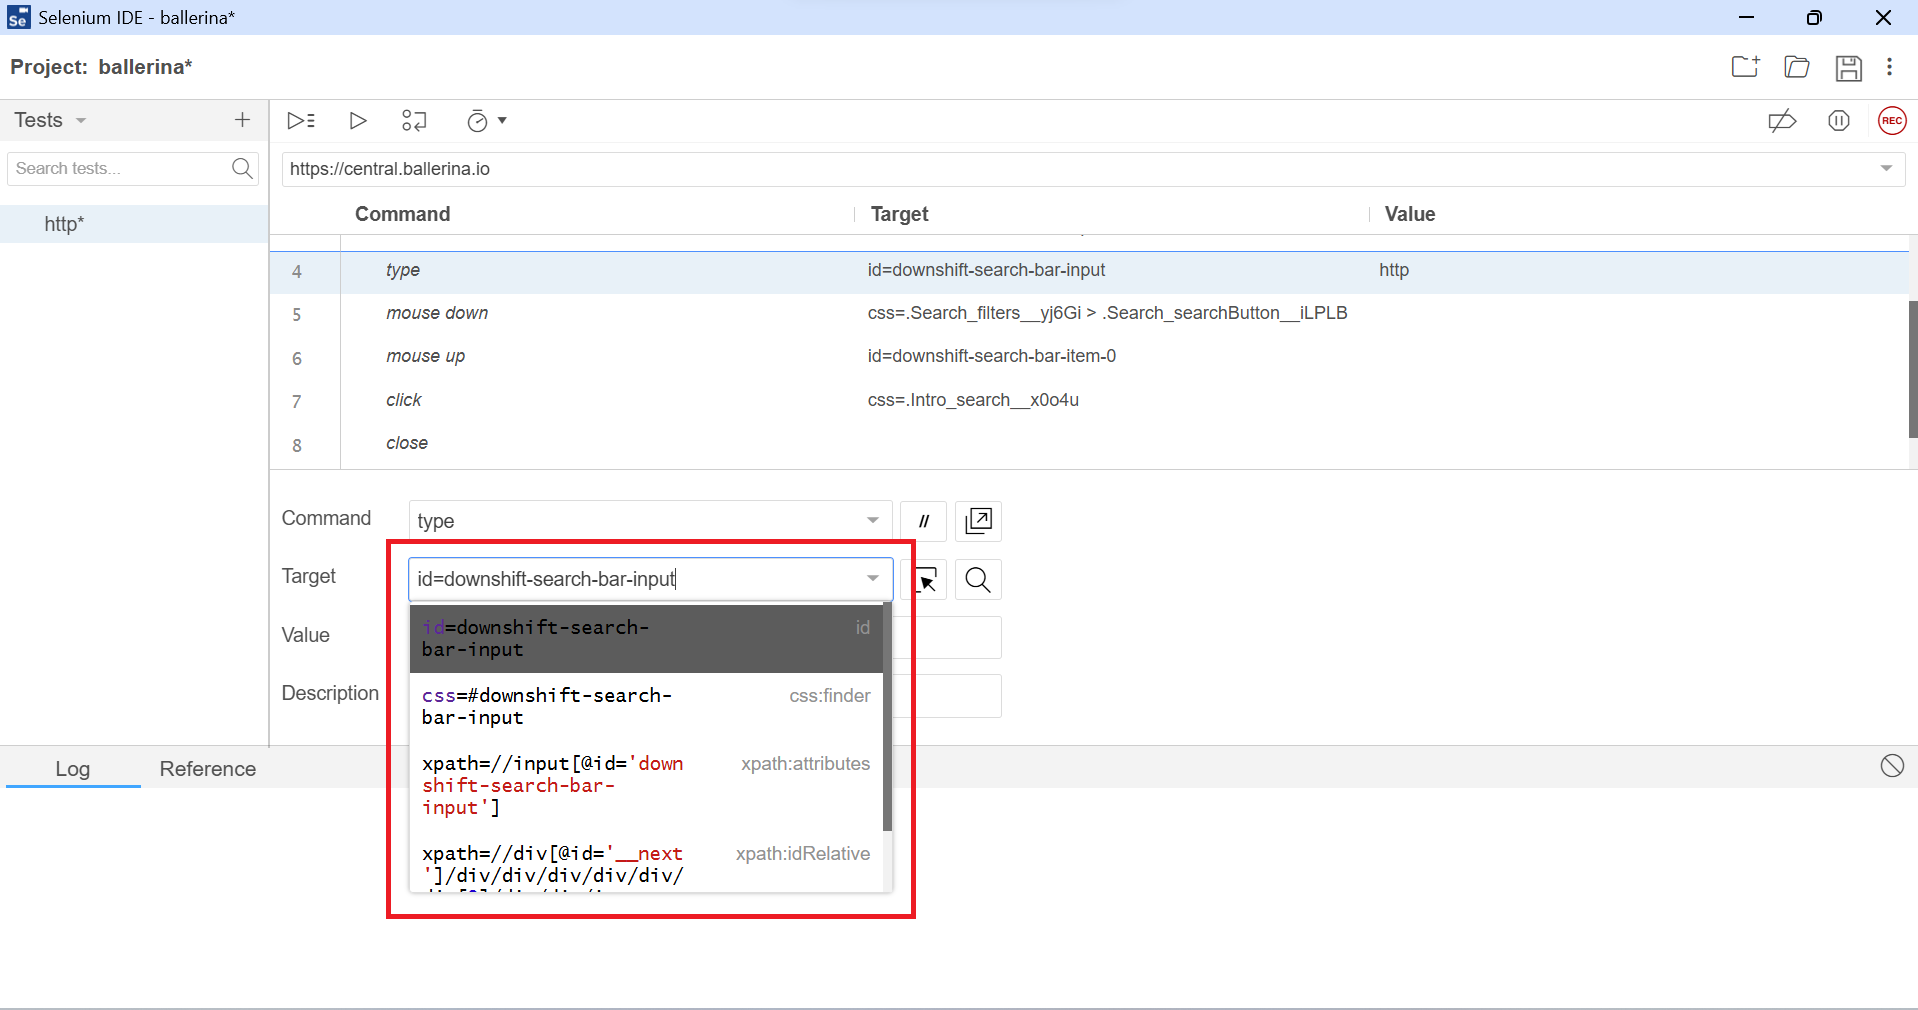 Se Selenium IDE - ballerina*
Project: ballerina*
Tests
Search tests...
http*
REC
https://central.ballerina.io
Command Target Value
4 type id=downshift-search-bar-input http
5 mouse down css=.Search_filters__yj6Gi > .Search_searchButton__iLPLB
6 mouse up id=downshift-search-bar-item-0
7 click css=.Intro_search__x0o4u
8 close
Command type //
Target id=downshift-search-bar-input
id=downshift-search- id
bar-input
Value
css=#downshift-search- css:finder
bar-input
Description
xpath=//input[@id='down xpath:attributes
shift-search-bar-
input']
xpath=//div[@id='__next xpath:idRelative
']/div/div/div/div/div/
Log Reference